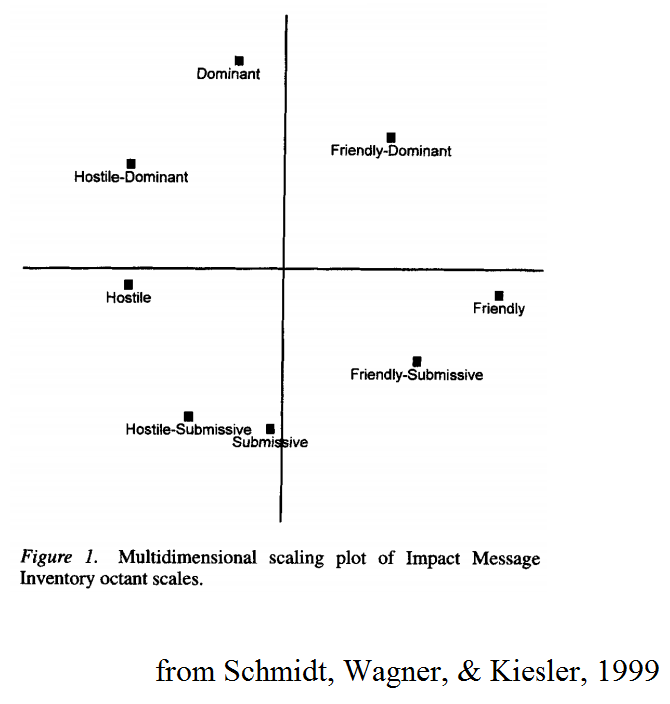 Dominant
Friendly-Dominant
Hostile-Dominant
Hostile
Friendly
Friendly-Submissive
Hostile-Submissive
Submissive
Figure 1. Multidimensional scaling plot of Impact Message
Inventory octant scales.
from Schmidt, Wagner, & Kiesler, 1999